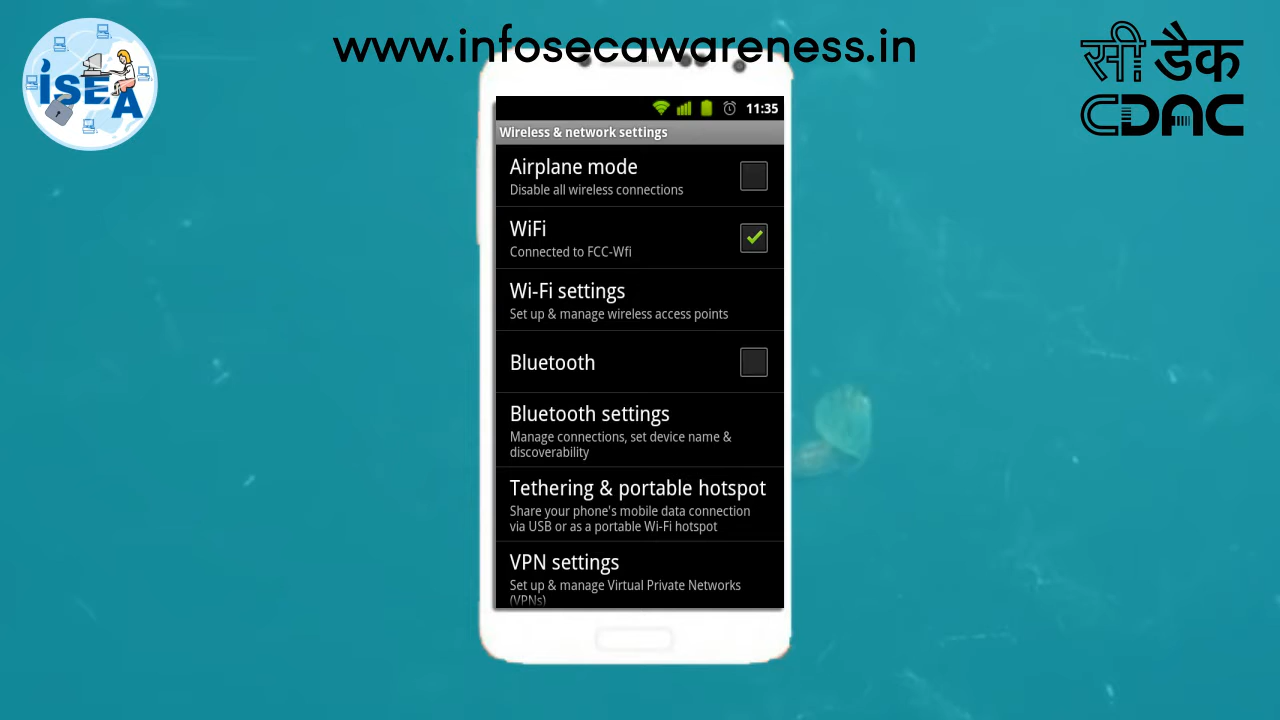 www.infosecawareness.in
ISEA
सी डैक
CDAC
11:35
Wireless & network settings
Airplane mode
Disable all wireless connections
WiFi
Connected to FCC-Wfi
Wi-Fi settings
Set up & manage wireless access points
Bluetooth
Bluetooth settings
Manage connections, set device name &
discoverability
Tethering & portable hotspot
Share your phone's mobile data connection
via USB or as a portable Wi-Fi hotspot
VPN settings
Set up & manage Virtual Private Networks
(VPNs)